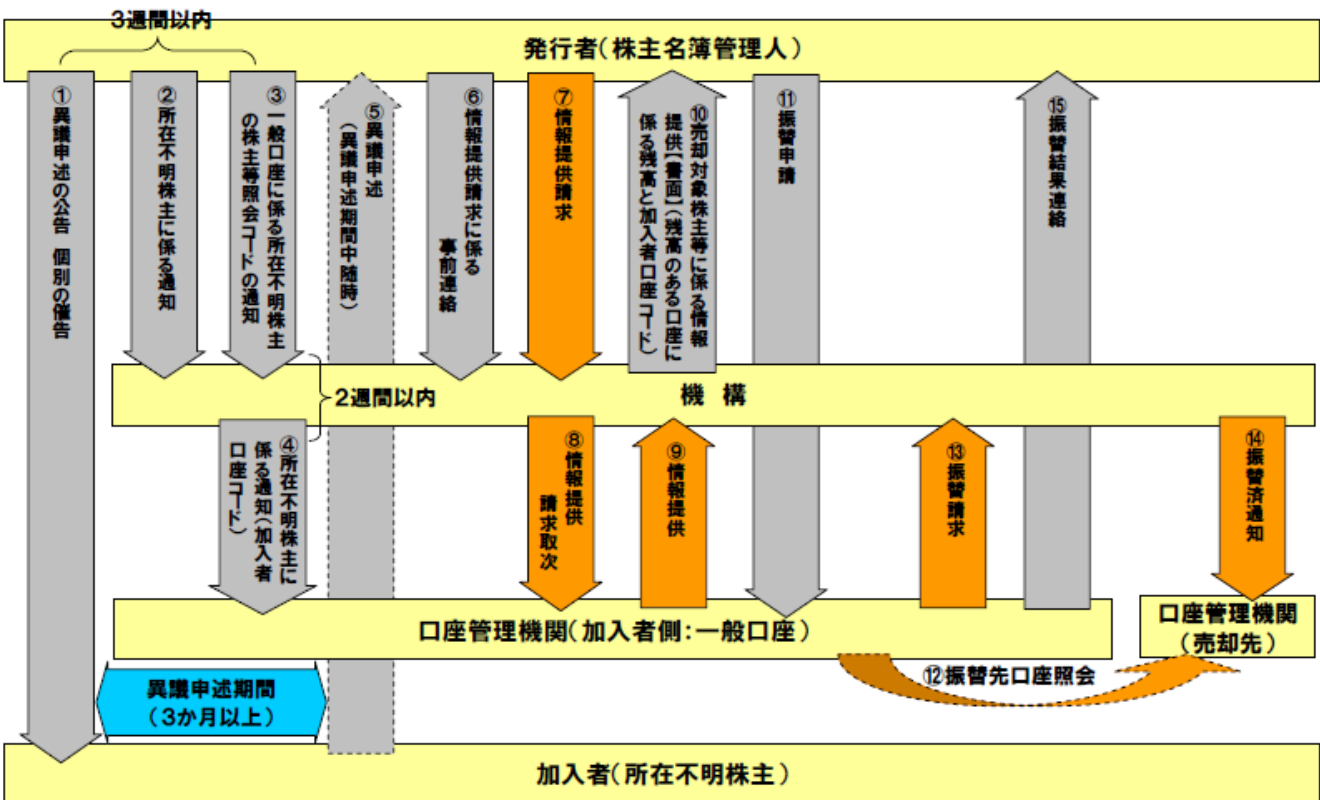 3週間以内
発行者(株主名簿管理人)
①異議申述の公告 個別の催告
②所在不明株主に係る通知
③一般口座に係る所在不明株主
の株主等照会コードの通知
⑤異議申述
(異議申述期間中随時)
⑥情報提供請求に係る
事前連絡
⑦情報提供請求
⑩売却対象株主等に係る情報
提供【書面】(残高のある口座に
係る残高と加入者口座コード)
⑪振替申請
⑮振替結果連絡
2週間以内
機 構
④所在不明株主に
係る通知(加入者
口座コード)
⑧情報提供
請求取次
⑨情報提供
⑬振替請求
⑭振替済通知
口座管理機関(加入者側:一般口座)
口座管理機関
(売却先)
⑫振替先口座照会
異議申述期間
(3か月以上)
加入者(所在不明株主)